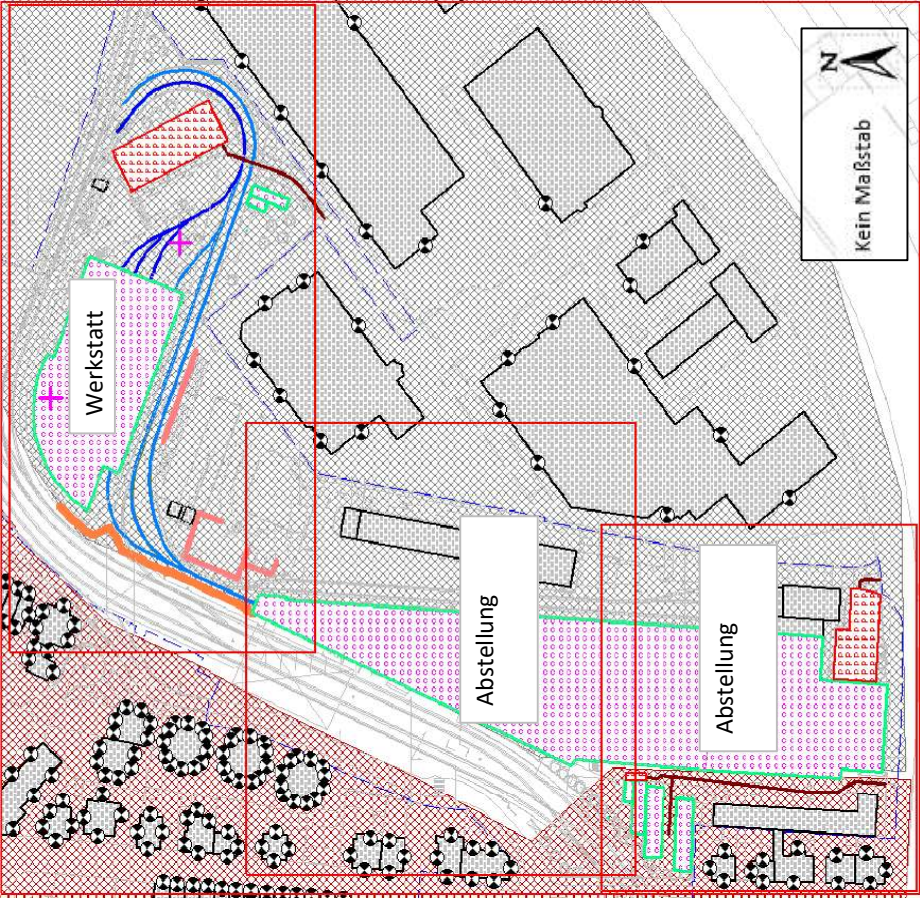 N
Kein Maßstab
Werkstatt
Abstellung
Abstellung